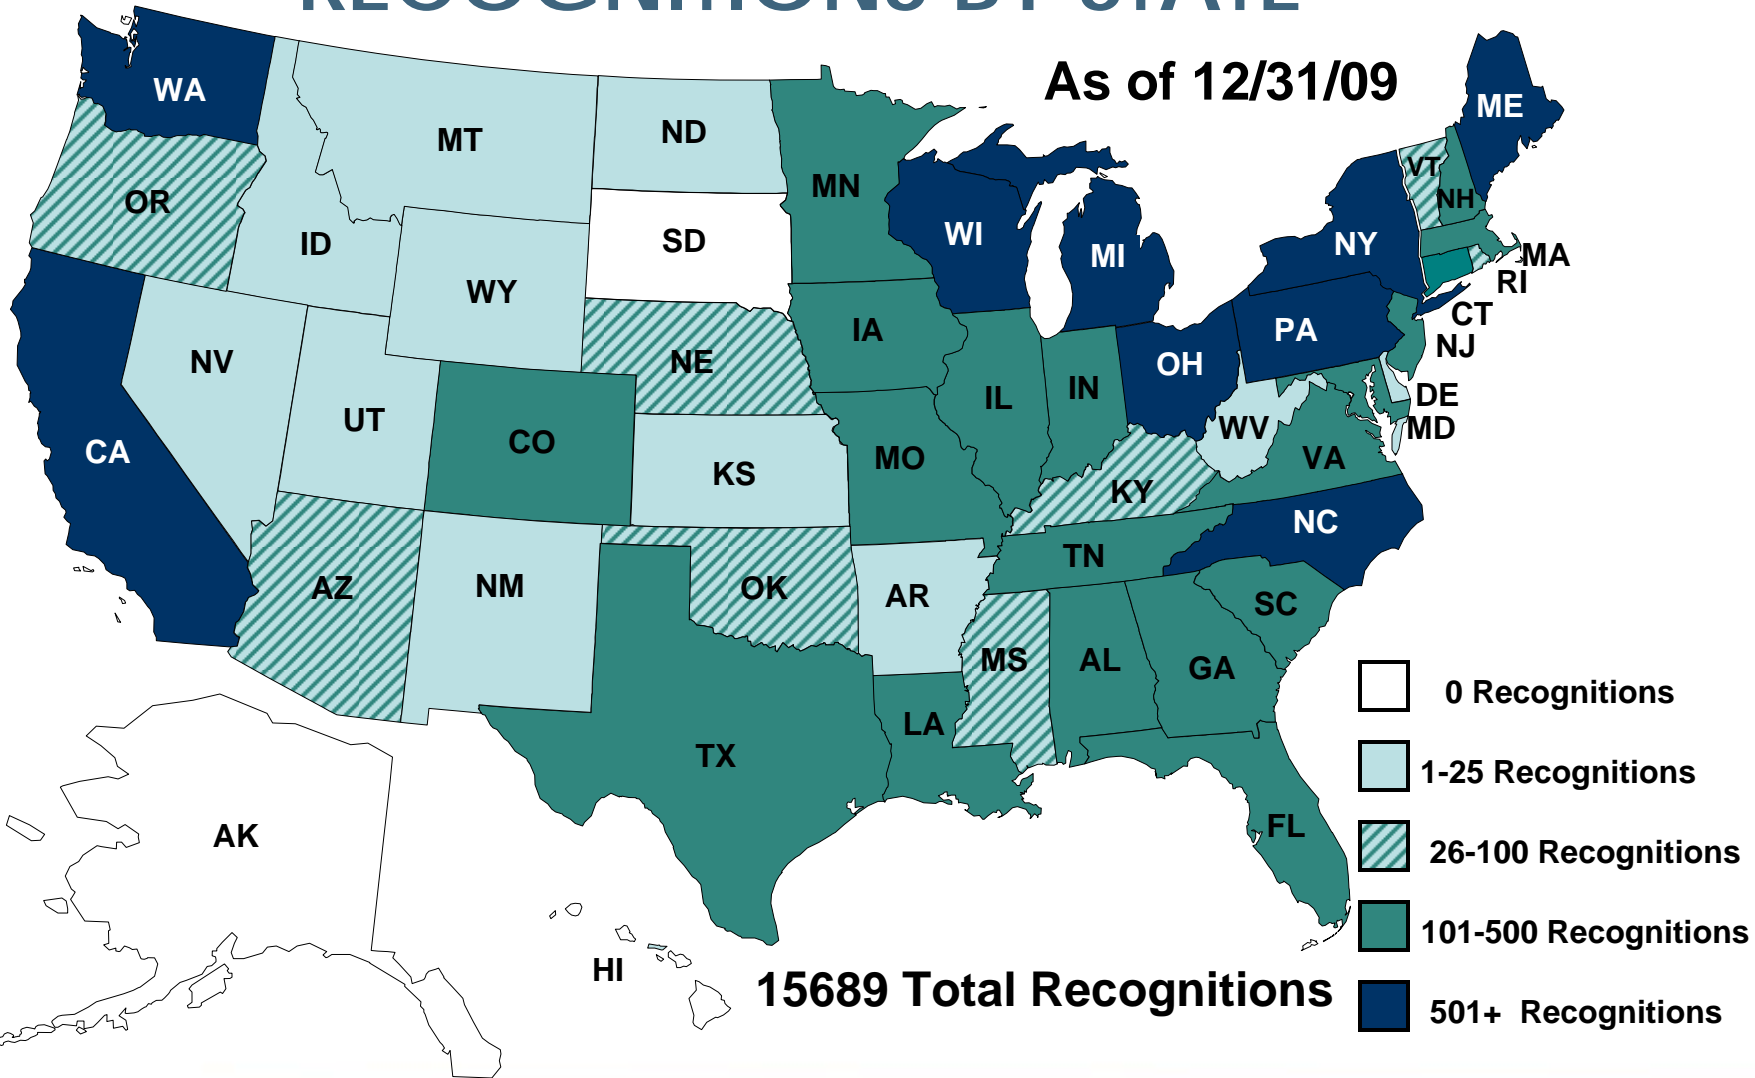 RECOGNITIONS BY STATE
As of 12/31/09
WA
MT
ND
MN
ME
OR
ID
SD
WI
MI
NY
VT
NH
MA
RI
WY
IA
PA
CT
NJ
NV
NE
IL
IN
OH
DE
MD
UT
CO
KS
MO
WV
VA
CA
KY
NC
AZ
NM
OK
AR
TN
SC
MS
AL
GA
LA
TX
FL
AK
HI
0 Recognitions
1-25 Recognitions
26-100 Recognitions
101-500 Recognitions
501+ Recognitions
15689 Total Recognitions